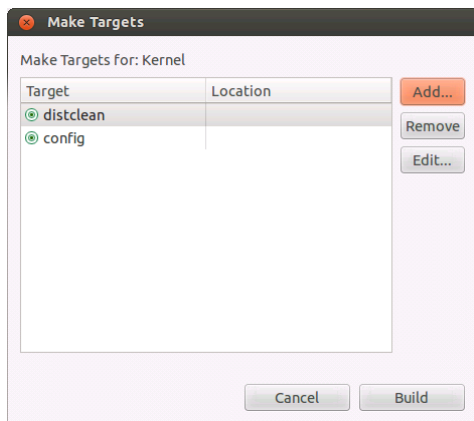 Make Targets
Make Targets for: Kernel
Target Location Add...
distclean
Remove
config
Edit...
Cancel Build